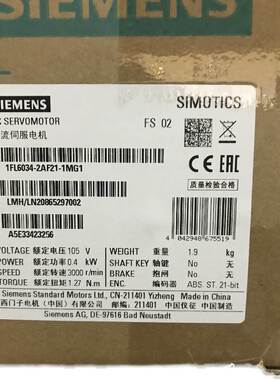 SIEMENS
SIEMENS
SIMOTICS
SERVOMOTOR
流伺服电机
FS 02
CE EAC
质量检验合格
1FL6034-2AF21-1MG1
LMH/LN20865297002
4 042948 675519
A5E33423256
VOLTAGE 额定电压 105 V
WEIGHT 重量: 1.9 kg
POWER 额定功率 0.4 kW
SHAFT KEY 轴键: No 无
SPEED 额定转速 3000 r/min
BRAKE 抱闸: No 无
TORQUE 额定扭矩 1.27 N.m
ENC. 编码器: ABS ST. 21-bit
Siemens Standard Motors Ltd., CN-211401 Yizheng Made in China
西门子电机(中国)有限公司 邮编: 211401 中国 仪征 中国制造
Siemens AG, DE-97616 Bad Neustadt